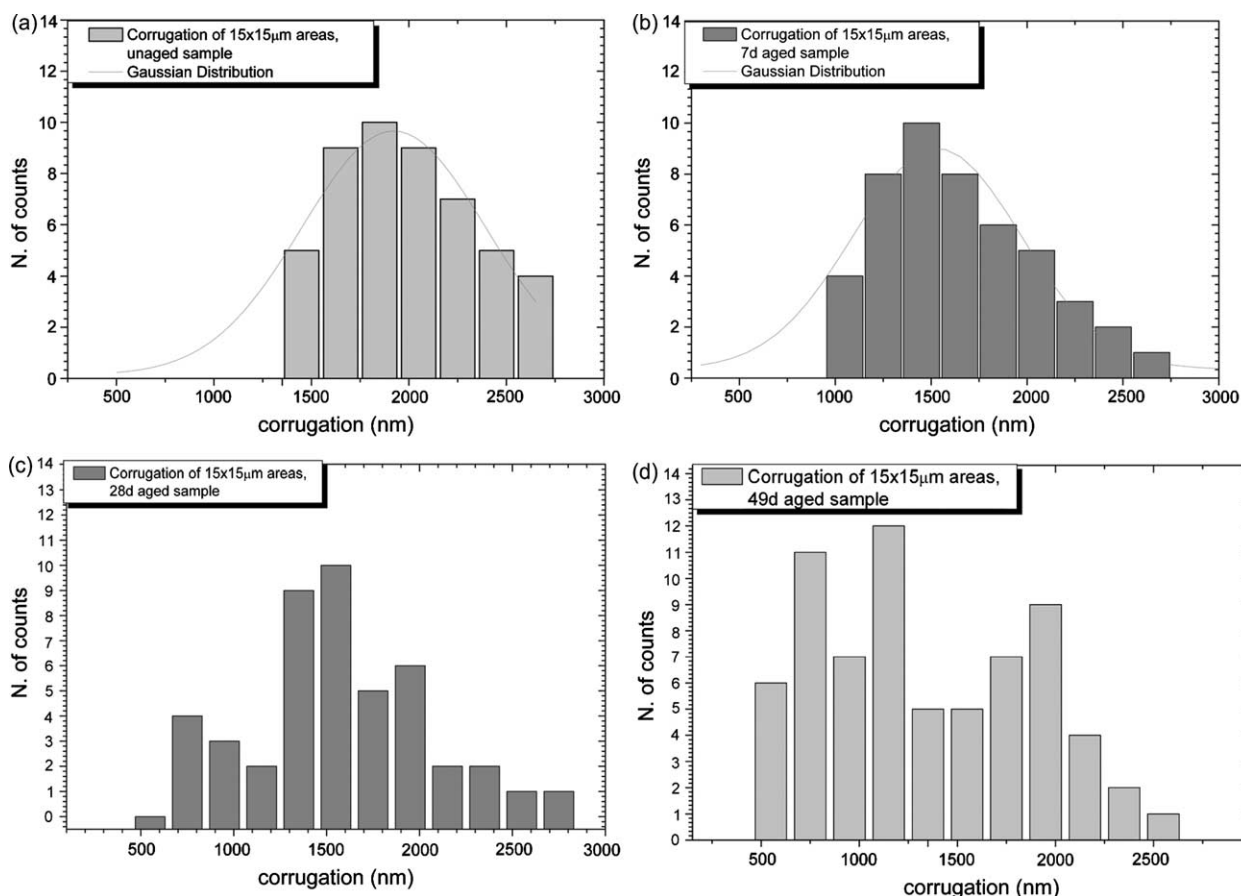 (a)
Corrugation of 15x15μm areas,
unaged sample
Gaussian Distribution
N. of counts
14
12
10
8
6
4
2
0
500 1000 1500 2000 2500 3000
corrugation (nm)
(b)
Corrugation of 15x15μm areas,
7d aged sample
Gaussian Distribution
N. of counts
14
12
10
8
6
4
2
0
500 1000 1500 2000 2500 3000
corrugation (nm)
(c)
Corrugation of 15x15μm areas,
28d aged sample
N. of counts
14
13
12
11
10
9
8
7
6
5
4
3
2
1
0
500 1000 1500 2000 2500 3000
corrugation (nm)
(d)
Corrugation of 15x15μm areas,
49d aged sample
N. of counts
14
13
12
11
10
9
8
7
6
5
4
3
2
1
0
500 1000 1500 2000 2500
corrugation (nm)